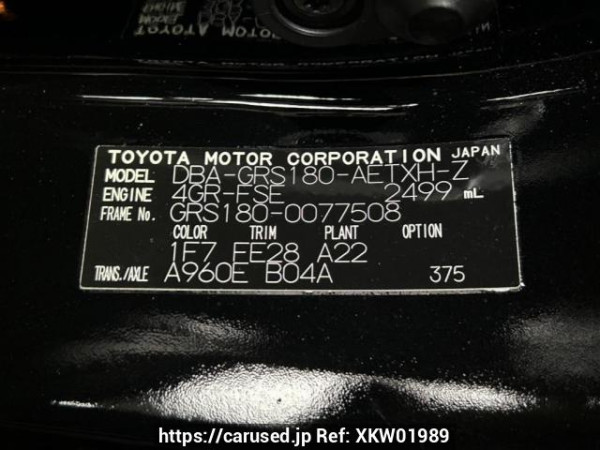 TOYOTA MOTOR CORPORATION JAPAN
MODEL DBA-GRS180-AETXH-Z
ENGINE 4GR-FSE 2499 mL
FRAME No. GRS180-0077508
COLOR TRIM PLANT OPTION
1F7 EE28 A22
TRANS./AXLE A960E B04A 375
https://carused.jp Ref: XKW01989